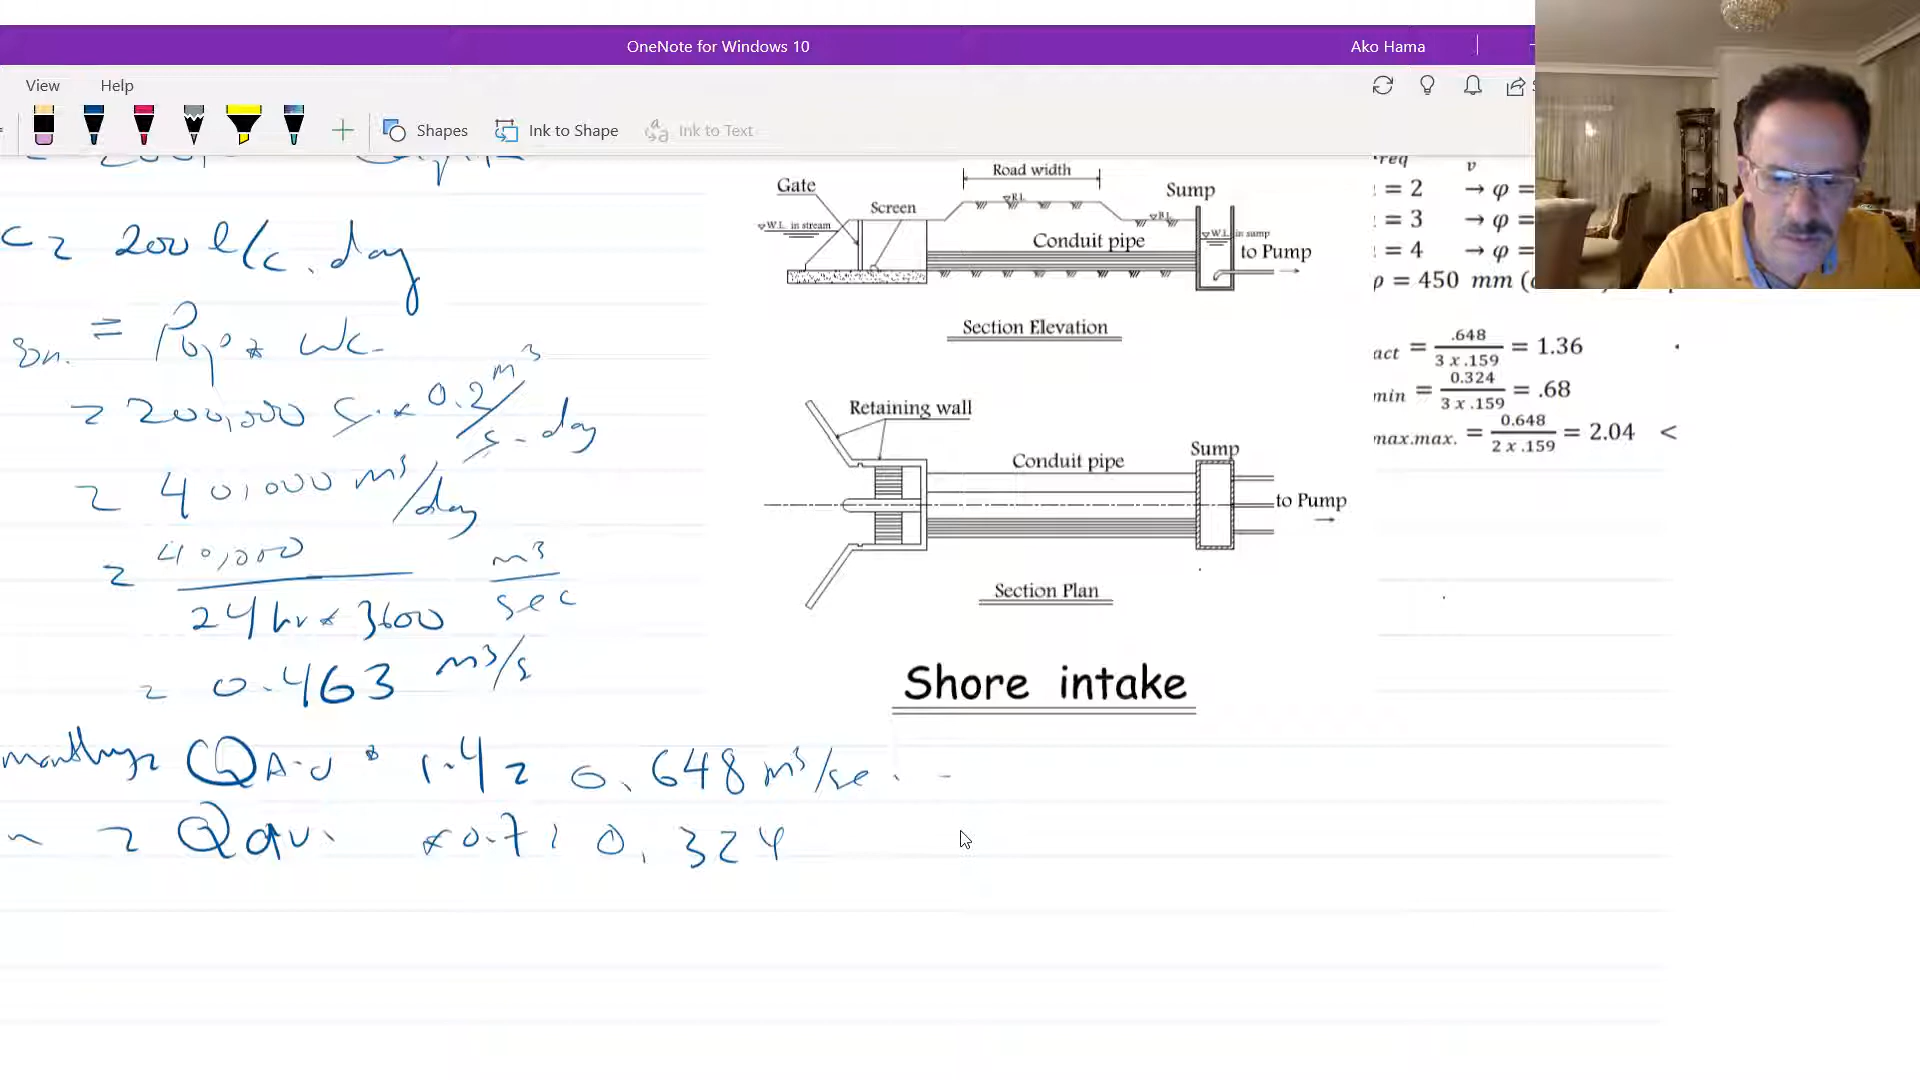 OneNote for Windows 10
Ako Hama
View Help
Shapes Ink to Shape Ink to Text
C = 200 l/c. day
= Pop * WC
= 200,000 * 0.2 m³/ day
= 40,000 m³/day
= 40,000 m³
24 hr * 3600 sec
= 0.463 m³/s
monthly = QAv * 1.4 = 0.648 m³/sec
= Qav. * 0.7 = 0.324
Road width
Gate
Sump
R.L.
Screen
B.L.
W.L. in stream
Conduit pipe
W.L. in sump
to Pump
Section Elevation
Retaining wall
Sump
Conduit pipe
to Pump
Section Plan
Shore intake
req v
= 2 → φ =
= 3 → φ =
= 4 → φ =
φ = 450 mm (
act = .648 / 3 x .159 = 1.36
min = 0.324 / 3 x .159 = .68
max.max. = 0.648 / 2 x .159 = 2.04 <